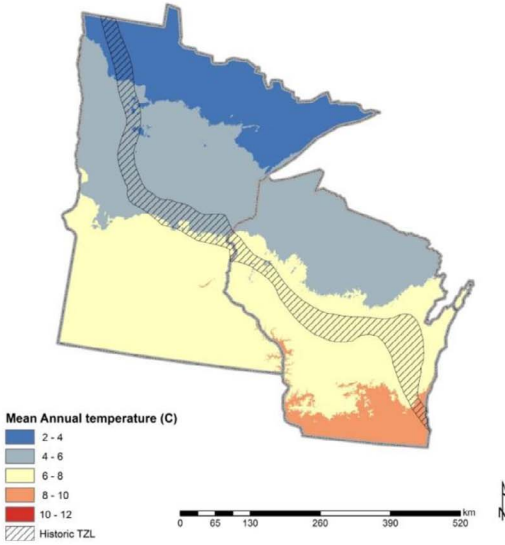 Mean Annual temperature (C)
2 - 4
4 - 6
6 - 8
8 - 10
10 - 12
Historic TZL
km
0 65 130 260 390 520
N